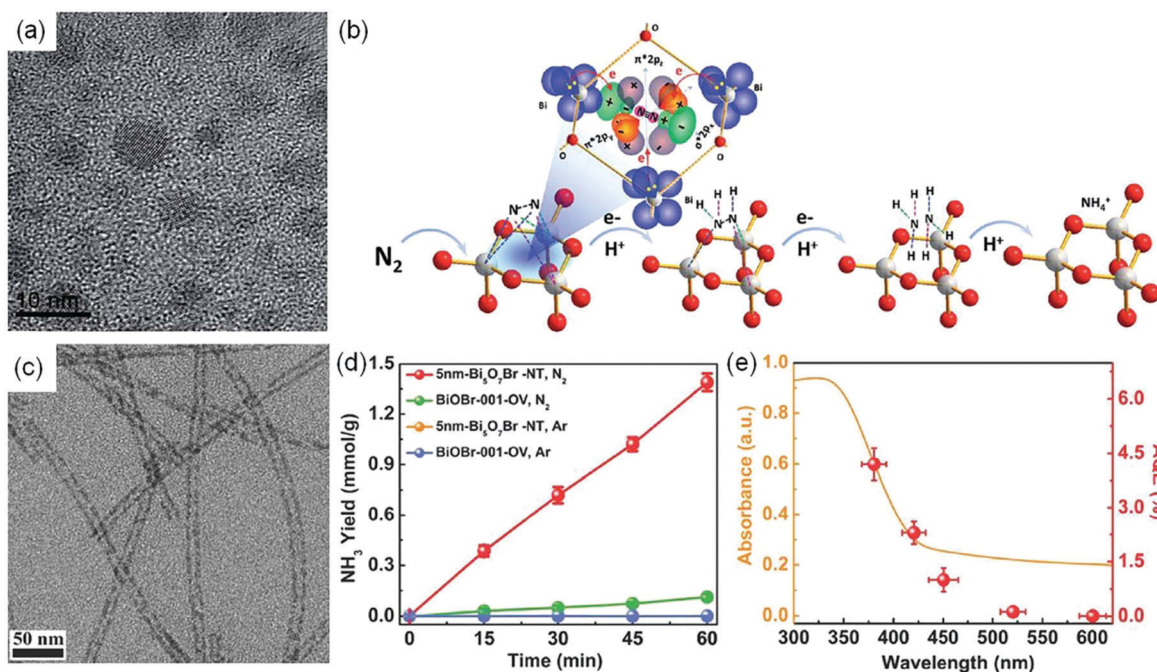 (a)
10 nm
(b)
O
π*2pz
e
e
Bi
Bi
N≡N
O
O
e
Bi
N N
N₂
e-
H⁺
H H H H
N N
e-
H⁺
H H H
N N
H
H H
H⁺
NH₄⁺
(c)
50 nm
(d)
NH₃ Yield (mmol/g)
1.5
1.2
0.9
0.6
0.3
0.0
5nm-Bi₅O₇Br -NT, N₂
BiOBr-001-OV, N₂
5nm-Bi₅O₇Br -NT, Ar
BiOBr-001-OV, Ar
0 15 30 45 60
Time (min)
(e)
Absorbance (a.u.)
1.0
0.8
0.6
0.4
0.2
0.0
6.0
4.5
3.0
1.5
0.0
300 350 400 450 500 550 600
Wavelength (nm)